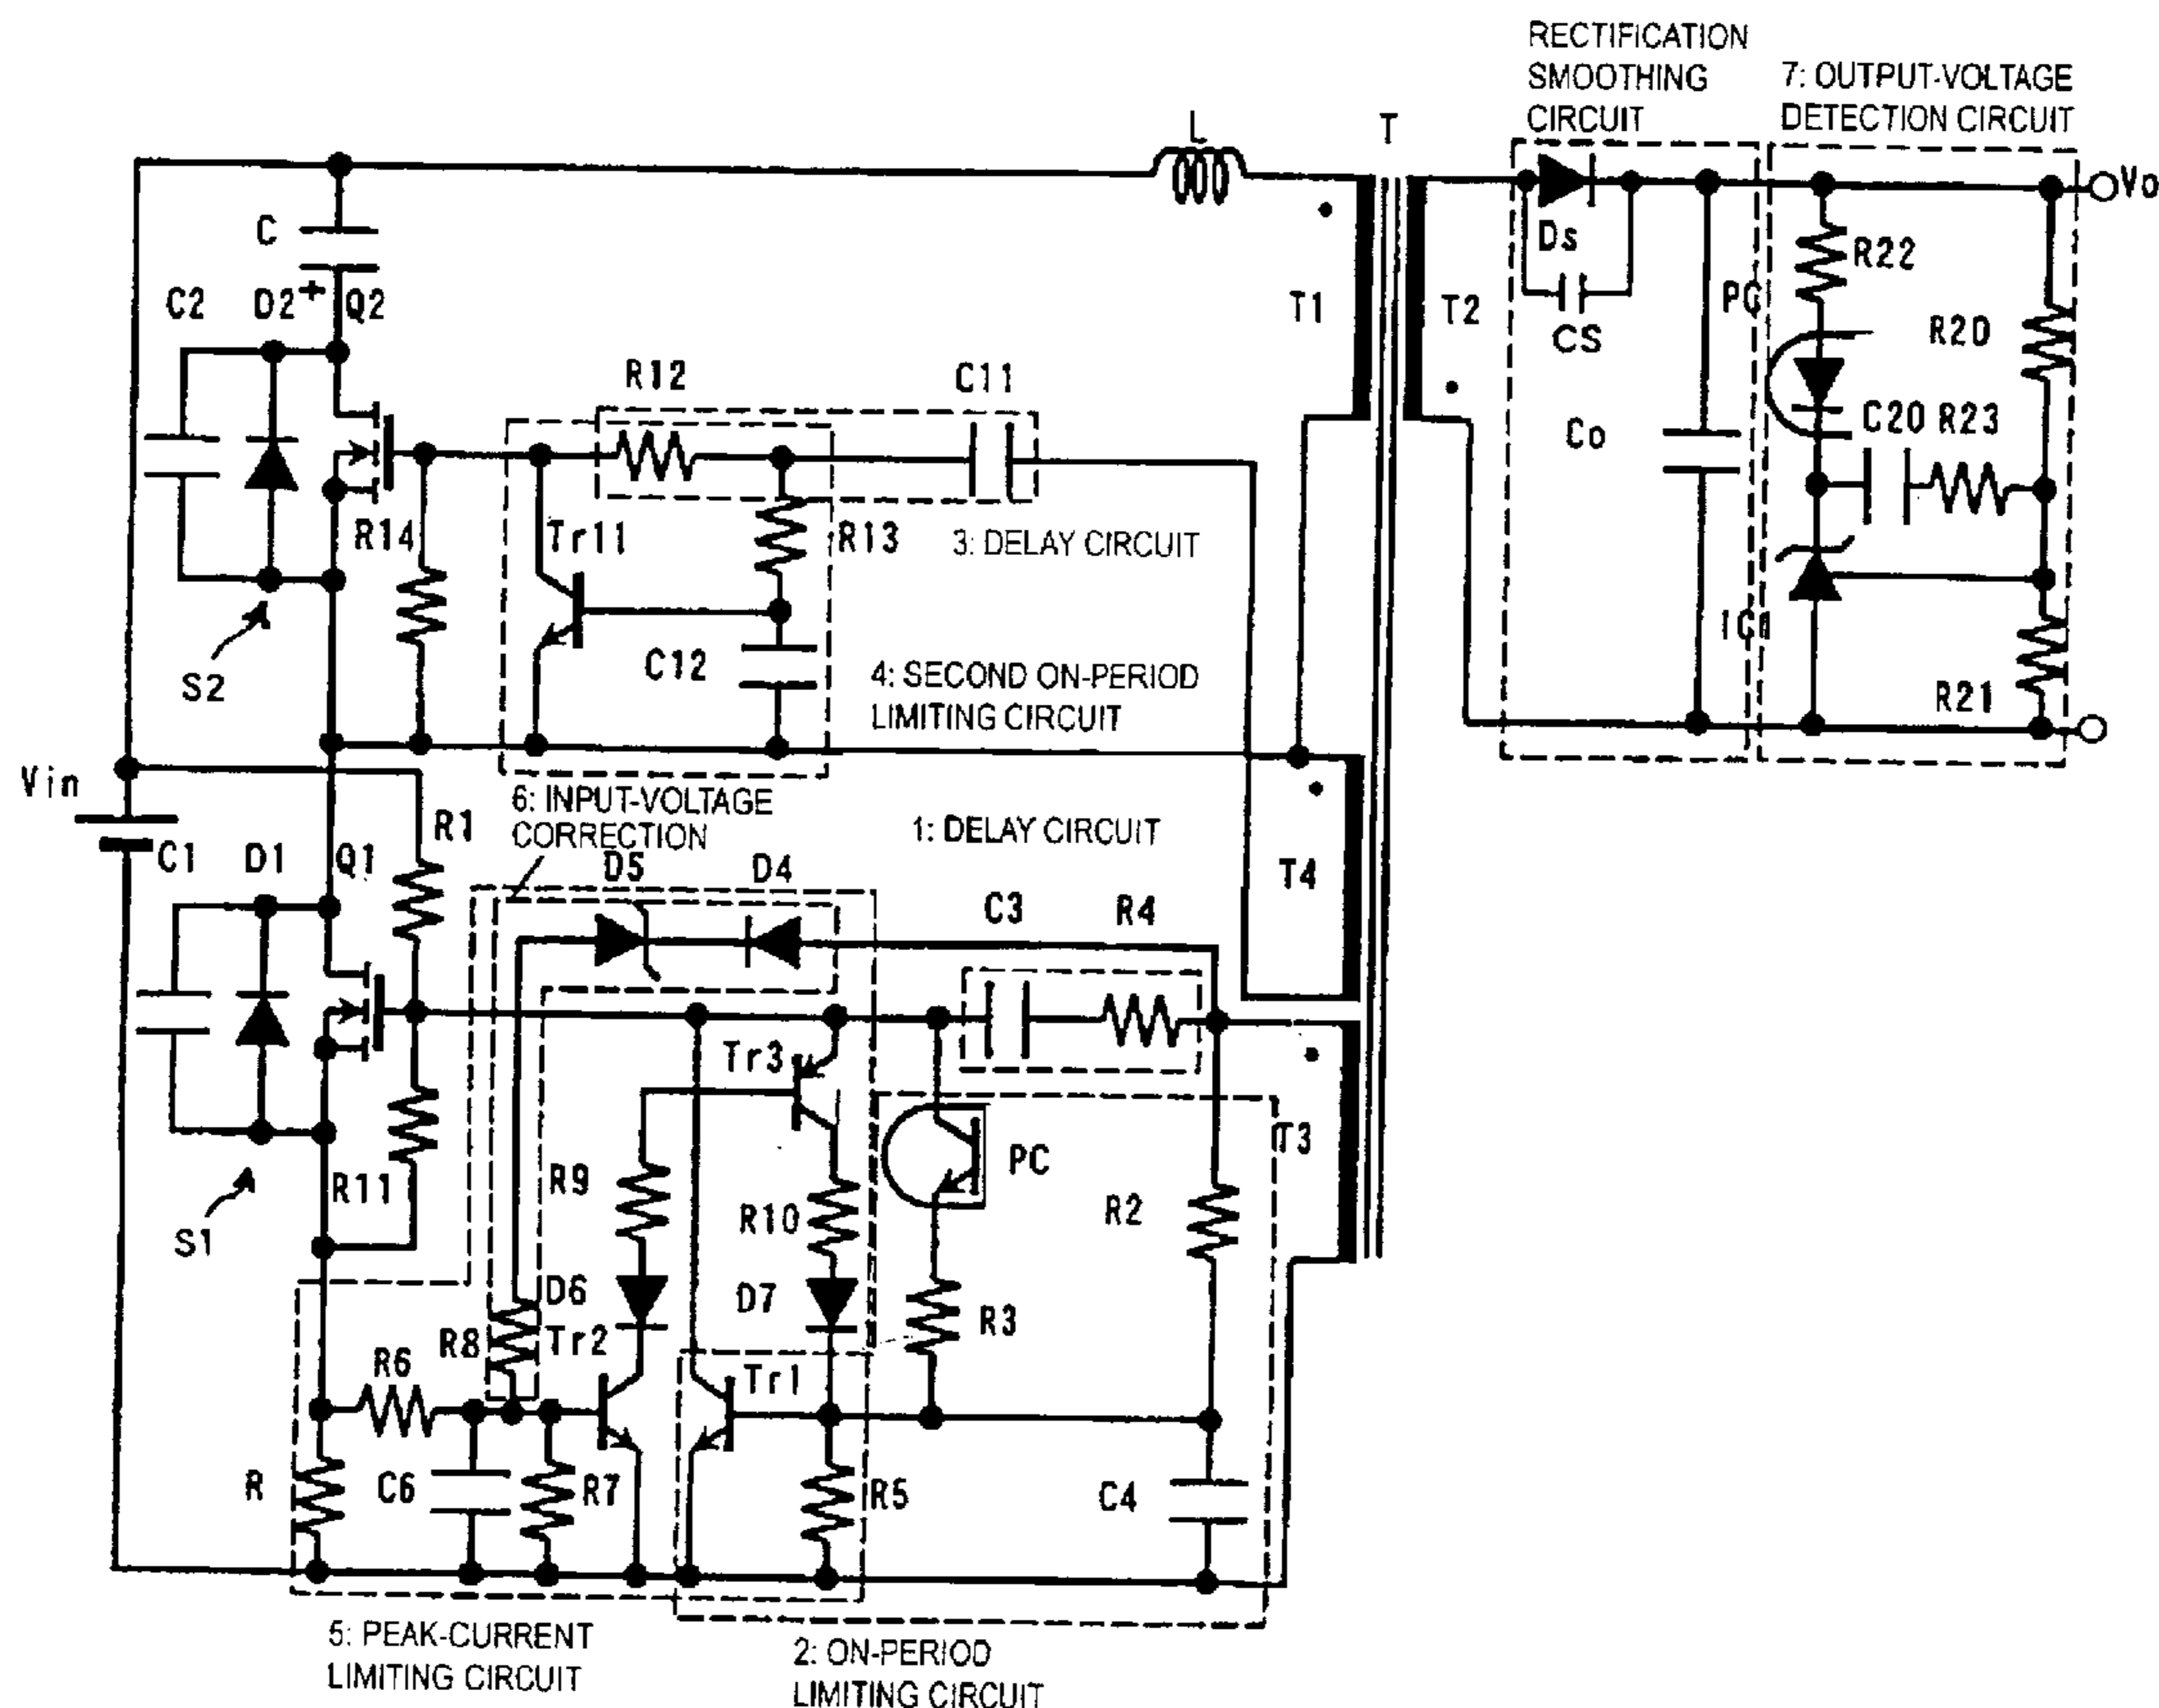 RECTIFICATION
SMOOTHING
CIRCUIT
7: OUTPUT-VOLTAGE
DETECTION CIRCUIT
L
T
Vo
C
Ds
R22
C2
D2
+
Q2
T1
T2
CS
PC
R20
R12
C11
Co
C20
R23
R14
Tr11
R13
3: DELAY CIRCUIT
S2
C12
4: SECOND ON-PERIOD
LIMITING CIRCUIT
IC1
R21
Vin
6: INPUT-VOLTAGE
CORRECTION
1: DELAY CIRCUIT
C1
D1
Q1
R1
D5
D4
T4
C3
R4
Tr3
T3
PC
R11
R9
R10
R2
S1
D6
D7
R3
R8
Tr2
R6
Tr1
R
C6
R7
R5
C4
5: PEAK-CURRENT
LIMITING CIRCUIT
2: ON-PERIOD
LIMITING CIRCUIT